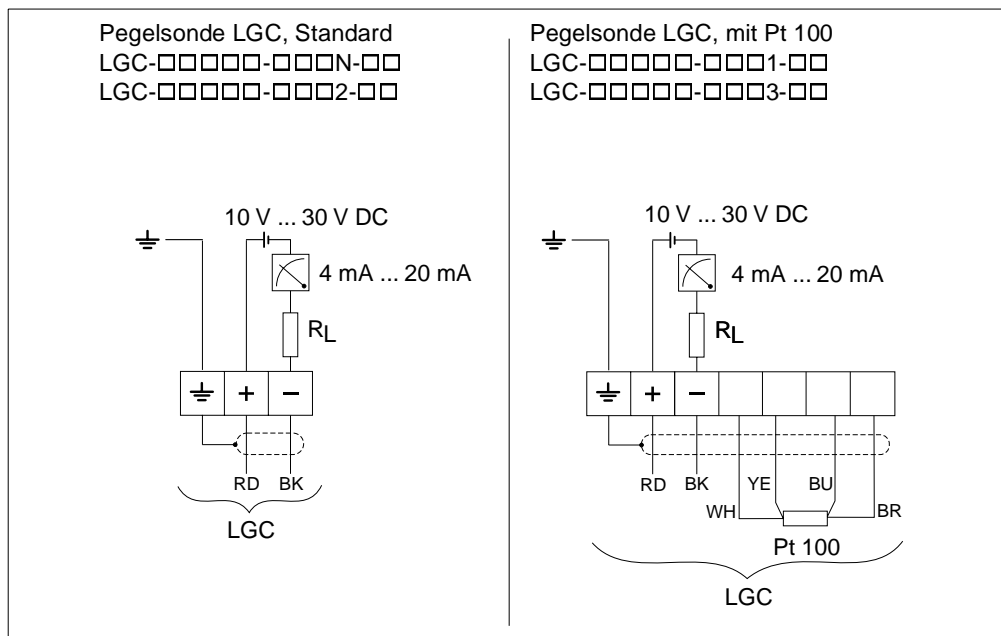 Pegelsonde LGC, Standard
LGC-□□□□□-□□□N-□□
LGC-□□□□□-□□□2-□□
10 V ... 30 V DC
4 mA ... 20 mA
RL
+ −
RD BK
LGC
Pegelsonde LGC, mit Pt 100
LGC-□□□□□-□□□1-□□
LGC-□□□□□-□□□3-□□
10 V ... 30 V DC
4 mA ... 20 mA
RL
+ −
RD BK YE BU
WH BR
Pt 100
LGC